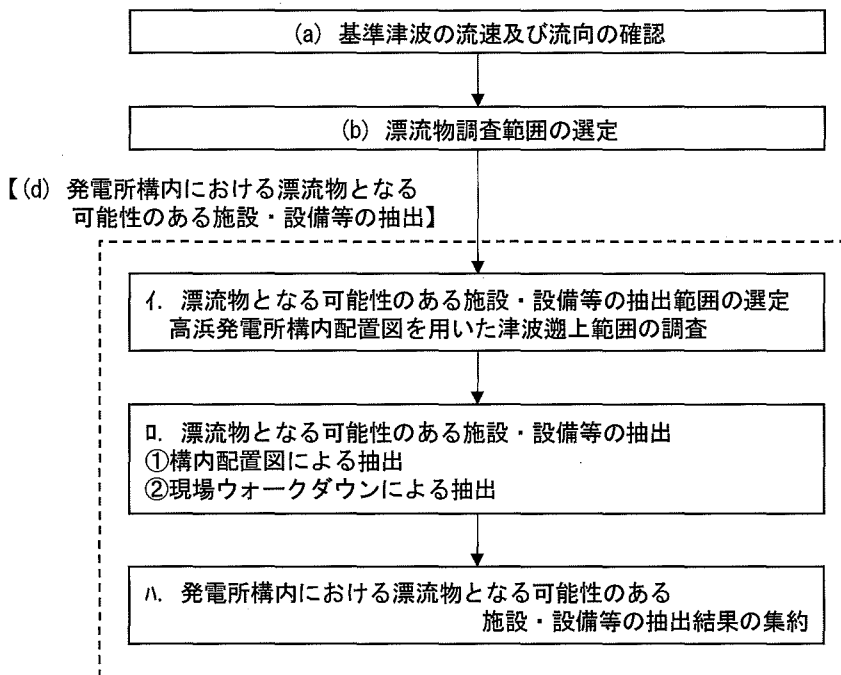 (a) 基準津波の流速及び流向の確認
(b) 漂流物調査範囲の選定
【(d) 発電所構内における漂流物となる
可能性のある施設・設備等の抽出】
ｲ. 漂流物となる可能性のある施設・設備等の抽出範囲の選定
高浜発電所構内配置図を用いた津波遡上範囲の調査
ﾛ. 漂流物となる可能性のある施設・設備等の抽出
①構内配置図による抽出
②現場ウォークダウンによる抽出
ﾊ. 発電所構内における漂流物となる可能性のある
施設・設備等の抽出結果の集約